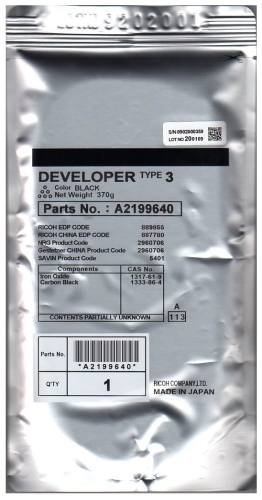 9202001
S/N 0902000350
LOT NO 200109
DEVELOPER TYPE 3
Color BLACK
Net Weight 370g
Parts No. : A2199640
RICOH EDP CODE 889055
RICOH CHINA EDP CODE 887780
NRG Product Code 2960706
Gestetner CHINA Product Code 2960706
SAVIN Product Code 5401
Components CAS No.
Iron Oxide 1317-61-9
Carbon Black 1333-86-4
A
113
CONTENTS PARTIALLY UNKNOWN
Parts No.
*A2199640*
Q'TY 1
RICOH COMPANY,LTD.
MADE IN JAPAN